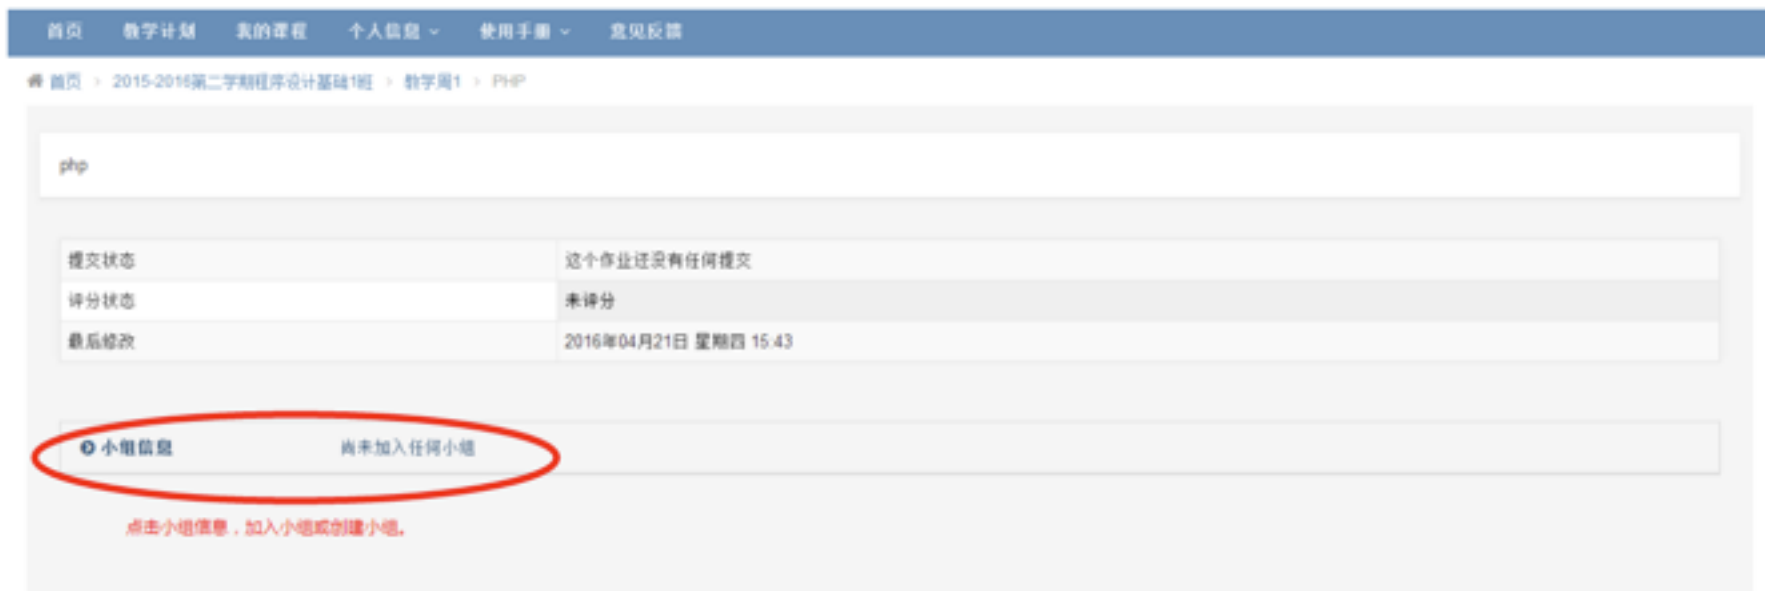 首页 教学计划 我的课程 个人信息 使用手册 意见反馈
首页 > 2015-2016第二学期程序设计基础1班 > 教学周1 > PHP
php
提交状态 这个作业还没有任何提交
评分状态 未评分
最后修改 2016年04月21日 星期四 15:43
小组信息 尚未加入任何小组
点击小组信息，加入小组或创建小组。